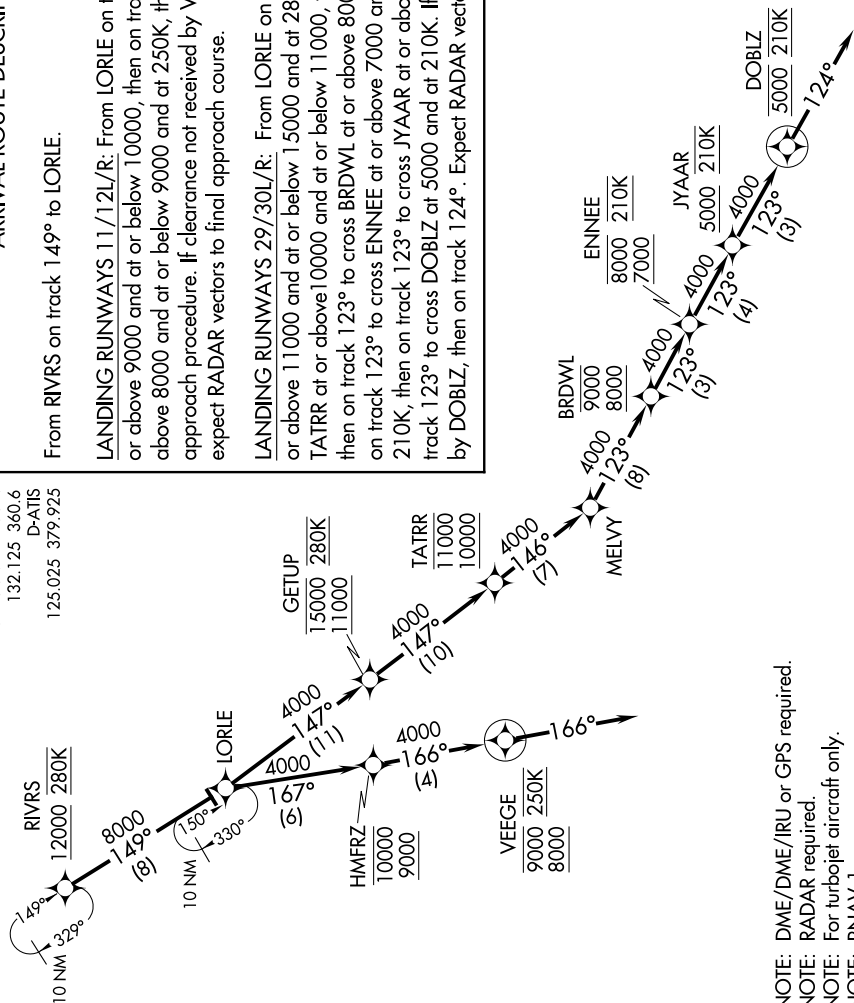 132.125 360.6
D-ATIS
125.025 379.925
ARRIVAL ROUTE
From RIVRS on track 149° to LORLE.
LANDING RUNWAYS 11/12L/R: From LORLE on
or above 9000 and at or below 10000, then on
above 8000 and at or below 9000 and at 250K,
approach procedure. If clearance not received by
expect RADAR vectors to final approach course.
LANDING RUNWAYS 29/30L/R: From LORLE on
or above 11000 and at or below 15000 and at
TATRR at or above10000 and at or below 11000,
then on track 123° to cross BRDWL at or above
on track 123° to cross ENNEE at or above 7000
210K, then on track 123° to cross JYAAR at or
track 123° to cross DOBLZ at 5000 and at 210K.
by DOBLZ, then on track 124°. Expect RADAR
RIVRS
12000 280K
149°
329°
10 NM
8000
149°
(8)
LORLE
150°
330°
10 NM
4000
147°
(11)
4000
167°
(6)
GETUP
15000 280K
11000
HMFRZ
10000
9000
4000
166°
(4)
VEEGE
9000 250K
8000
166°
4000
147°
(10)
TATRR
11000
10000
4000
146°
(7)
MELVY
4000
123°
(8)
BRDWL
9000
8000
4000
123°
(3)
ENNEE
8000 210K
7000
4000
123°
(4)
JYAAR
5000 210K
4000
123°
(3)
DOBLZ
5000 210K
124°
NOTE: DME/DME/IRU or GPS required.
NOTE: RADAR required.
NOTE: For turbojet aircraft only.
NOTE: RNAV 1